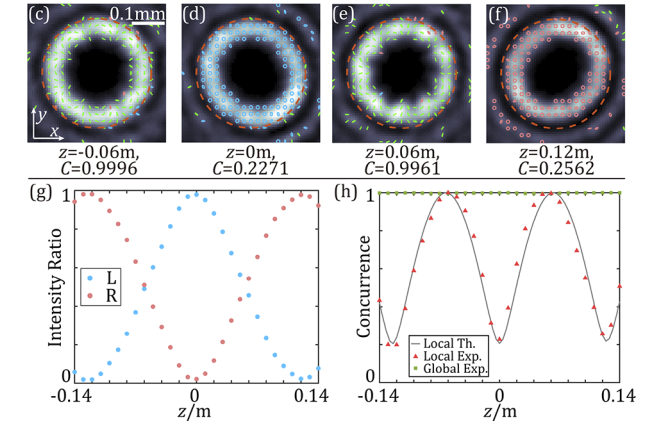 (c) (d) (e) (f)
0.1mm
y
x
z=-0.06m, z=0m, z=0.06m, z=0.12m
C=0.9996 C=0.2271 C=0.9961 C=0.2562
(g)
1
Intensity Ratio
L
R
0
-0.14 0 0.14
z/m
(h)
1
Concurrence
Local Th.
Local Exp.
Global Exp.
0
-0.14 0 0.14
z/m